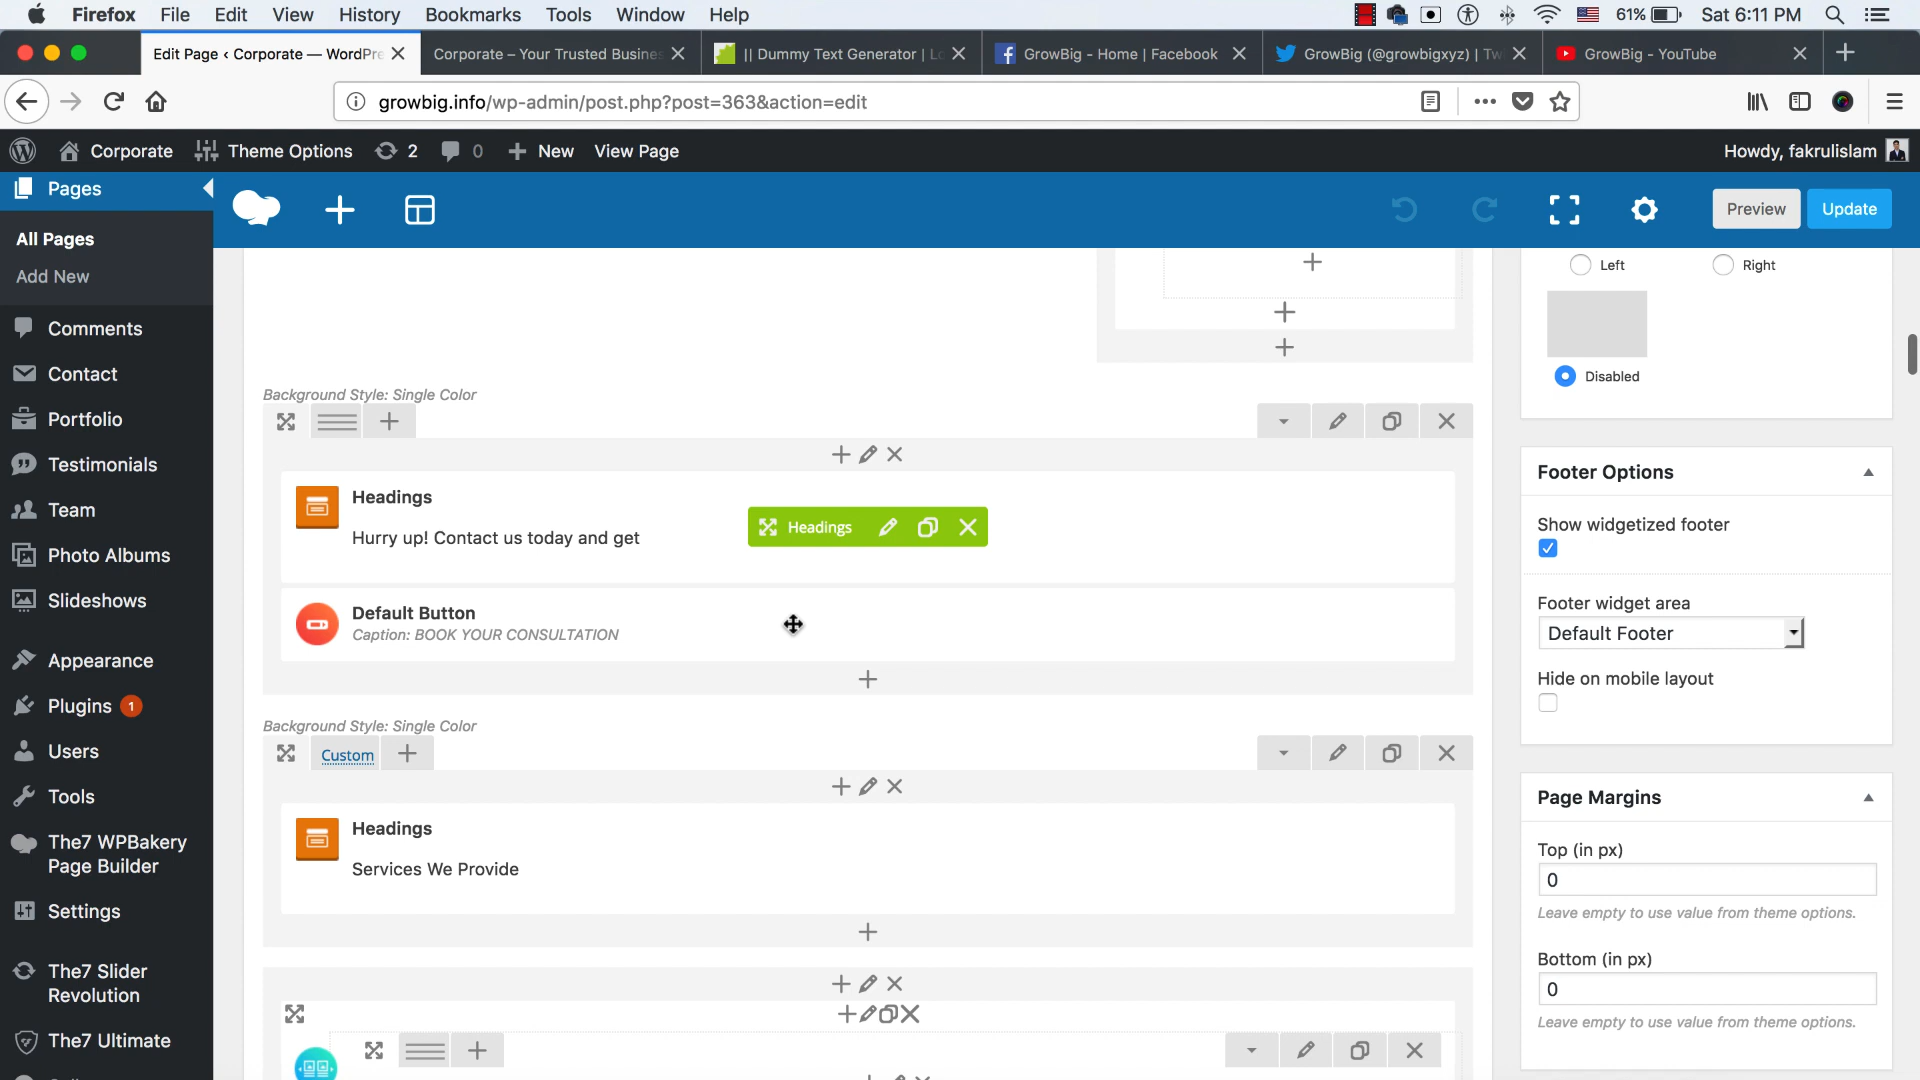 Firefox File Edit View History Bookmarks Tools Window Help 61% Sat 6:11 PM
Edit Page ‹ Corporate — WordPre
Corporate – Your Trusted Busines
|| Dummy Text Generator | Lo
GrowBig - Home | Facebook
GrowBig (@growbigxyz) | Tw
GrowBig - YouTube
growbig.info/wp-admin/post.php?post=363&action=edit
Corporate Theme Options 2 0 New View Page Howdy, fakrulislam
Pages
All Pages
Add New
Comments
Contact
Portfolio
Testimonials
Team
Photo Albums
Slideshows
Appearance
Plugins 1
Users
Tools
The7 WPBakery
Page Builder
Settings
The7 Slider
Revolution
The7 Ultimate
Preview Update
Background Style: Single Color
Headings
Hurry up! Contact us today and get
Headings
Default Button
Caption: BOOK YOUR CONSULTATION
Background Style: Single Color
Custom
Headings
Services We Provide
Left Right
Disabled
Footer Options
Show widgetized footer
Footer widget area
Default Footer
Hide on mobile layout
Page Margins
Top (in px)
0
Leave empty to use value from theme options.
Bottom (in px)
0
Leave empty to use value from theme options.